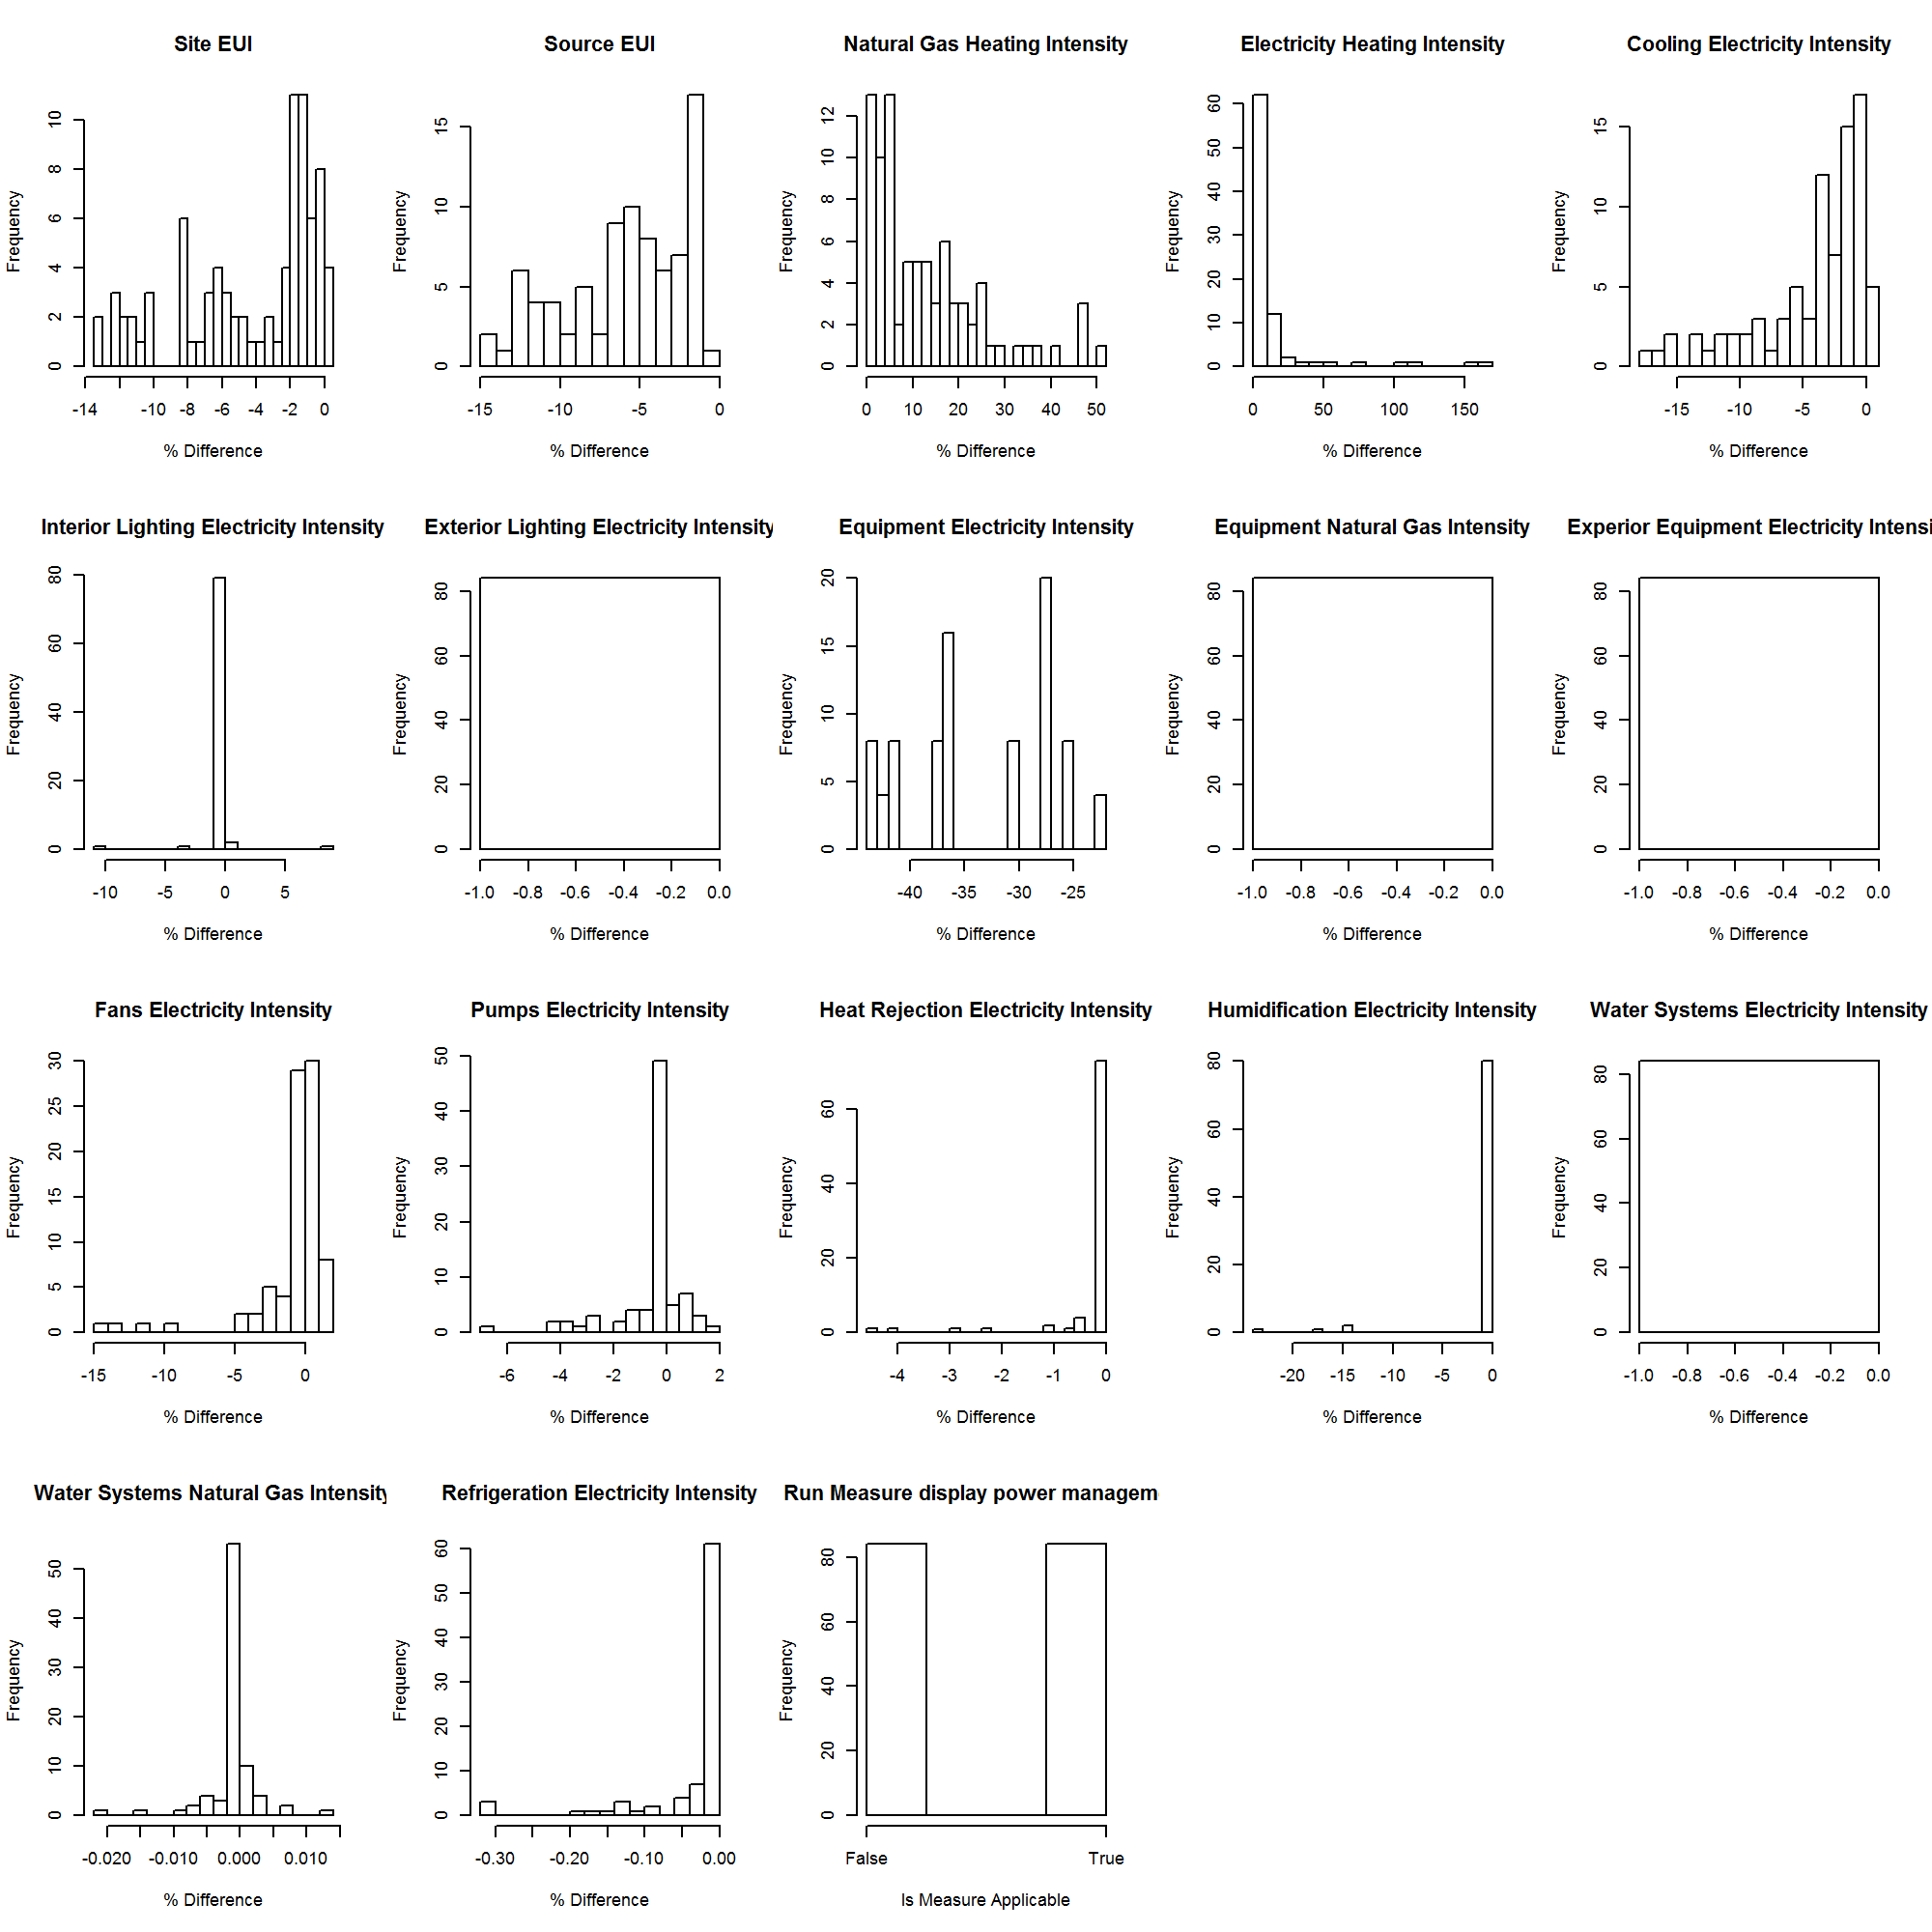 Site EUI
Frequency
0 2 4 6 8 10
-14 -10 -8 -6 -4 -2 0
% Difference
Source EUI
Frequency
0 5 10 15
-15 -10 -5 0
% Difference
Natural Gas Heating Intensity
Frequency
0 2 4 6 8 10 12
0 10 20 30 40 50
% Difference
Electricity Heating Intensity
Frequency
0 10 20 30 40 50 60
0 50 100 150
% Difference
Cooling Electricity Intensity
Frequency
0 5 10 15
-15 -10 -5 0
% Difference
Interior Lighting Electricity Intensity
Frequency
0 20 40 60 80
-10 -5 0 5
% Difference
Exterior Lighting Electricity Intensity
Frequency
0 20 40 60 80
-1.0 -0.8 -0.6 -0.4 -0.2 0.0
% Difference
Equipment Electricity Intensity
Frequency
0 5 10 15 20
-40 -35 -30 -25
% Difference
Equipment Natural Gas Intensity
Frequency
0 20 40 60 80
-1.0 -0.8 -0.6 -0.4 -0.2 0.0
% Difference
Experior Equipment Electricity Intensi
Frequency
0 20 40 60 80
-1.0 -0.8 -0.6 -0.4 -0.2 0.0
% Difference
Fans Electricity Intensity
Frequency
0 5 10 15 20 25 30
-15 -10 -5 0
% Difference
Pumps Electricity Intensity
Frequency
0 10 20 30 40 50
-6 -4 -2 0 2
% Difference
Heat Rejection Electricity Intensity
Frequency
0 20 40 60
-4 -3 -2 -1 0
% Difference
Humidification Electricity Intensity
Frequency
0 20 40 60 80
-20 -15 -10 -5 0
% Difference
Water Systems Electricity Intensity
Frequency
0 20 40 60 80
-1.0 -0.8 -0.6 -0.4 -0.2 0.0
% Difference
Water Systems Natural Gas Intensity
Frequency
0 10 20 30 40 50
-0.020 -0.010 0.000 0.010
% Difference
Refrigeration Electricity Intensity
Frequency
0 10 20 30 40 50 60
-0.30 -0.20 -0.10 0.00
% Difference
Run Measure display power managem
Frequency
0 20 40 60 80
False True
Is Measure Applicable